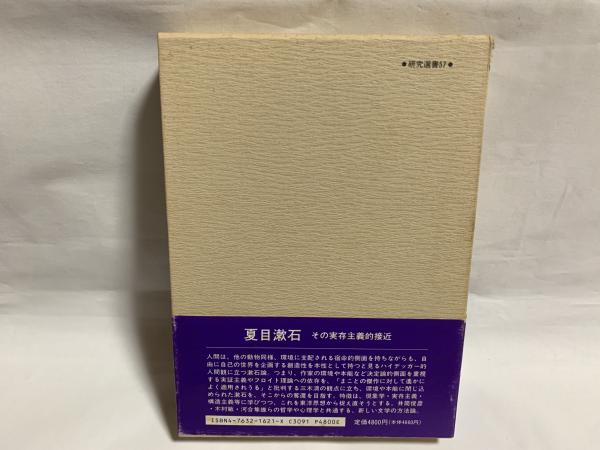 ●研究選書57●
夏目漱石 その実存主義的接近
人間は、他の動物同様、環境に支配される宿命的側面を持ちながらも、自
由に自己の世界を企画する創造性を本性として持つと見るハイデッガー的
人間観に立つ漱石論。つまり、作家の環境や本能など決定論的側面を重視
する実証主義やフロイト理論への依存を、「まことの傑作に対して遙かに
よく適用されうる」と批判する三木清の観点に立ち、環境や本能に閉じ込
められた漱石を、そこからの奪還を目指す。特徴は、現象学・実存主義・
構造主義等に学びつつ、これを東洋思想から捉え直そうとする、井筒俊彦
・木村敏・河合隼雄らの哲学や心理学と共通する、新しい文学の方法論。
ISBN4-7632-1621-X C3091 P4800E 定価4800円(本体4660円)